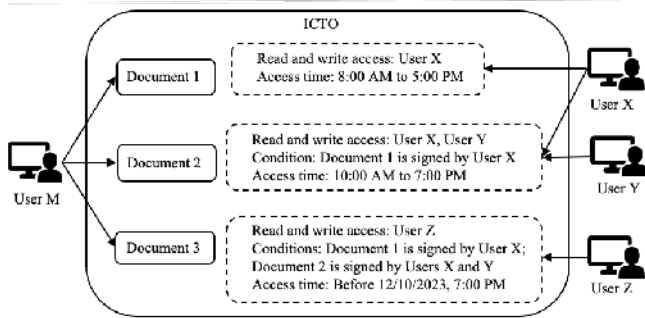 ICTO
Document 1
Read and write access: User X
Access time: 8:00 AM to 5:00 PM
User X
User M
Document 2
Read and write access: User X, User Y
Condition: Document 1 is signed by User X
Access time: 10:00 AM to 7:00 PM
User Y
Document 3
Read and write access: User Z
Conditions: Document 1 is signed by User X;
Document 2 is signed by Users X and Y
Access time: Before 12/10/2023, 7:00 PM
User Z